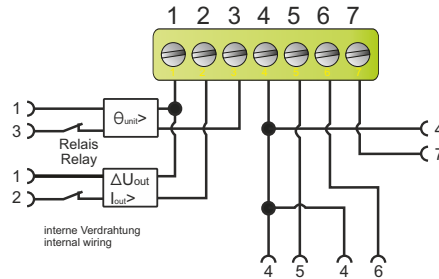 1 2 3 4 5 6 7
1
θunit>
3
Relais
Relay
4
7
1
ΔUout
Iout>
2
interne Verdrahtung
internal wiring
4 5 4 6